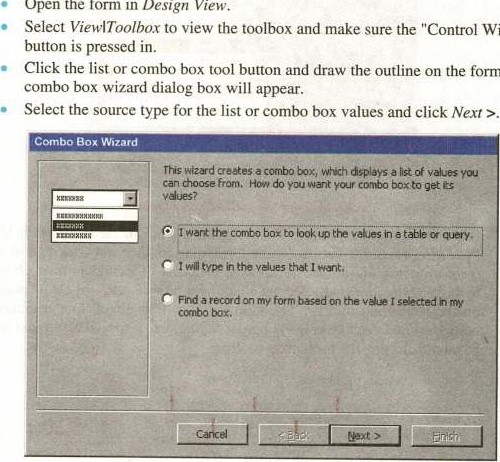 Open the form in Design View.
Select View\Toolbox to view the toolbox and make sure the "Control Wi
button is pressed in.
Click the list or combo box tool button and draw the outline on the form
combo box wizard dialog box will appear.
Select the source type for the list or combo box values and click Next >.
Combo Box Wizard
This wizard creates a combo box, which displays a list of values you
can choose from. How do you want your combo box to get its
values?
xxxxxxx
xxxxxxxxxxxx
xxxxxxx
xxxxxxxxx
I want the combo box to look up the values in a table or query.
I will type in the values that I want.
Find a record on my form based on the value I selected in my
combo box.
Cancel
< Back
Next >
Finish